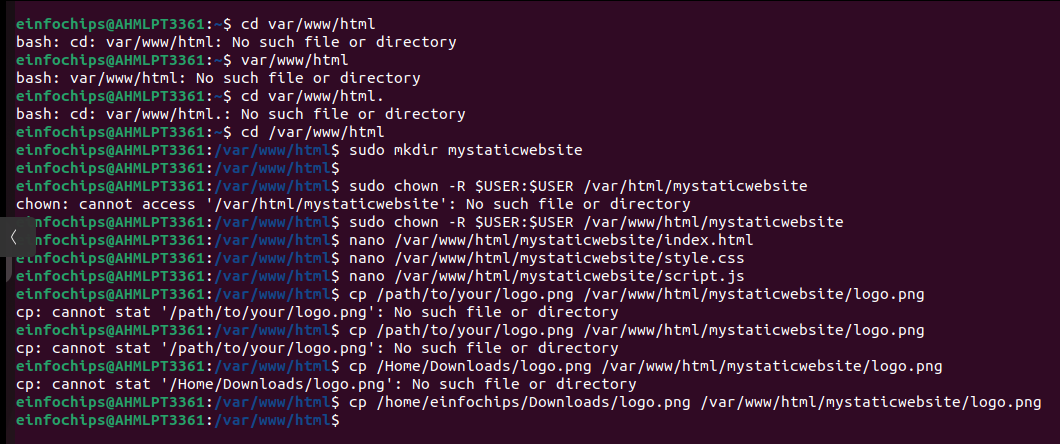 einfochips@AHMLPT3361:~$ cd var/www/html
bash: cd: var/www/html: No such file or directory
einfochips@AHMLPT3361:~$ var/www/html
bash: var/www/html: No such file or directory
einfochips@AHMLPT3361:~$ cd var/www/html.
bash: cd: var/www/html.: No such file or directory
einfochips@AHMLPT3361:~$ cd /var/www/html
einfochips@AHMLPT3361:/var/www/html$ sudo mkdir mystaticwebsite
einfochips@AHMLPT3361:/var/www/html$
einfochips@AHMLPT3361:/var/www/html$ sudo chown -R $USER:$USER /var/html/mystaticwebsite
chown: cannot access '/var/html/mystaticwebsite': No such file or directory
einfochips@AHMLPT3361:/var/www/html$ sudo chown -R $USER:$USER /var/www/html/mystaticwebsite
nfochips@AHMLPT3361:/var/www/html$ nano /var/www/html/mystaticwebsite/index.html
einfochips@AHMLPT3361:/var/www/html$ nano /var/www/html/mystaticwebsite/style.css
einfochips@AHMLPT3361:/var/www/html$ nano /var/www/html/mystaticwebsite/script.js
einfochips@AHMLPT3361:/var/www/html$ cp /path/to/your/logo.png /var/www/html/mystaticwebsite/logo.png
cp: cannot stat '/path/to/your/logo.png': No such file or directory
einfochips@AHMLPT3361:/var/www/html$ cp /path/to/your/logo.png /var/www/html/mystaticwebsite/logo.png
cp: cannot stat '/path/to/your/logo.png': No such file or directory
einfochips@AHMLPT3361:/var/www/html$ cp /Home/Downloads/logo.png /var/www/html/mystaticwebsite/logo.png
cp: cannot stat '/Home/Downloads/logo.png': No such file or directory
einfochips@AHMLPT3361:/var/www/html$ cp /home/einfochips/Downloads/logo.png /var/www/html/mystaticwebsite/logo.png
einfochips@AHMLPT3361:/var/www/html$